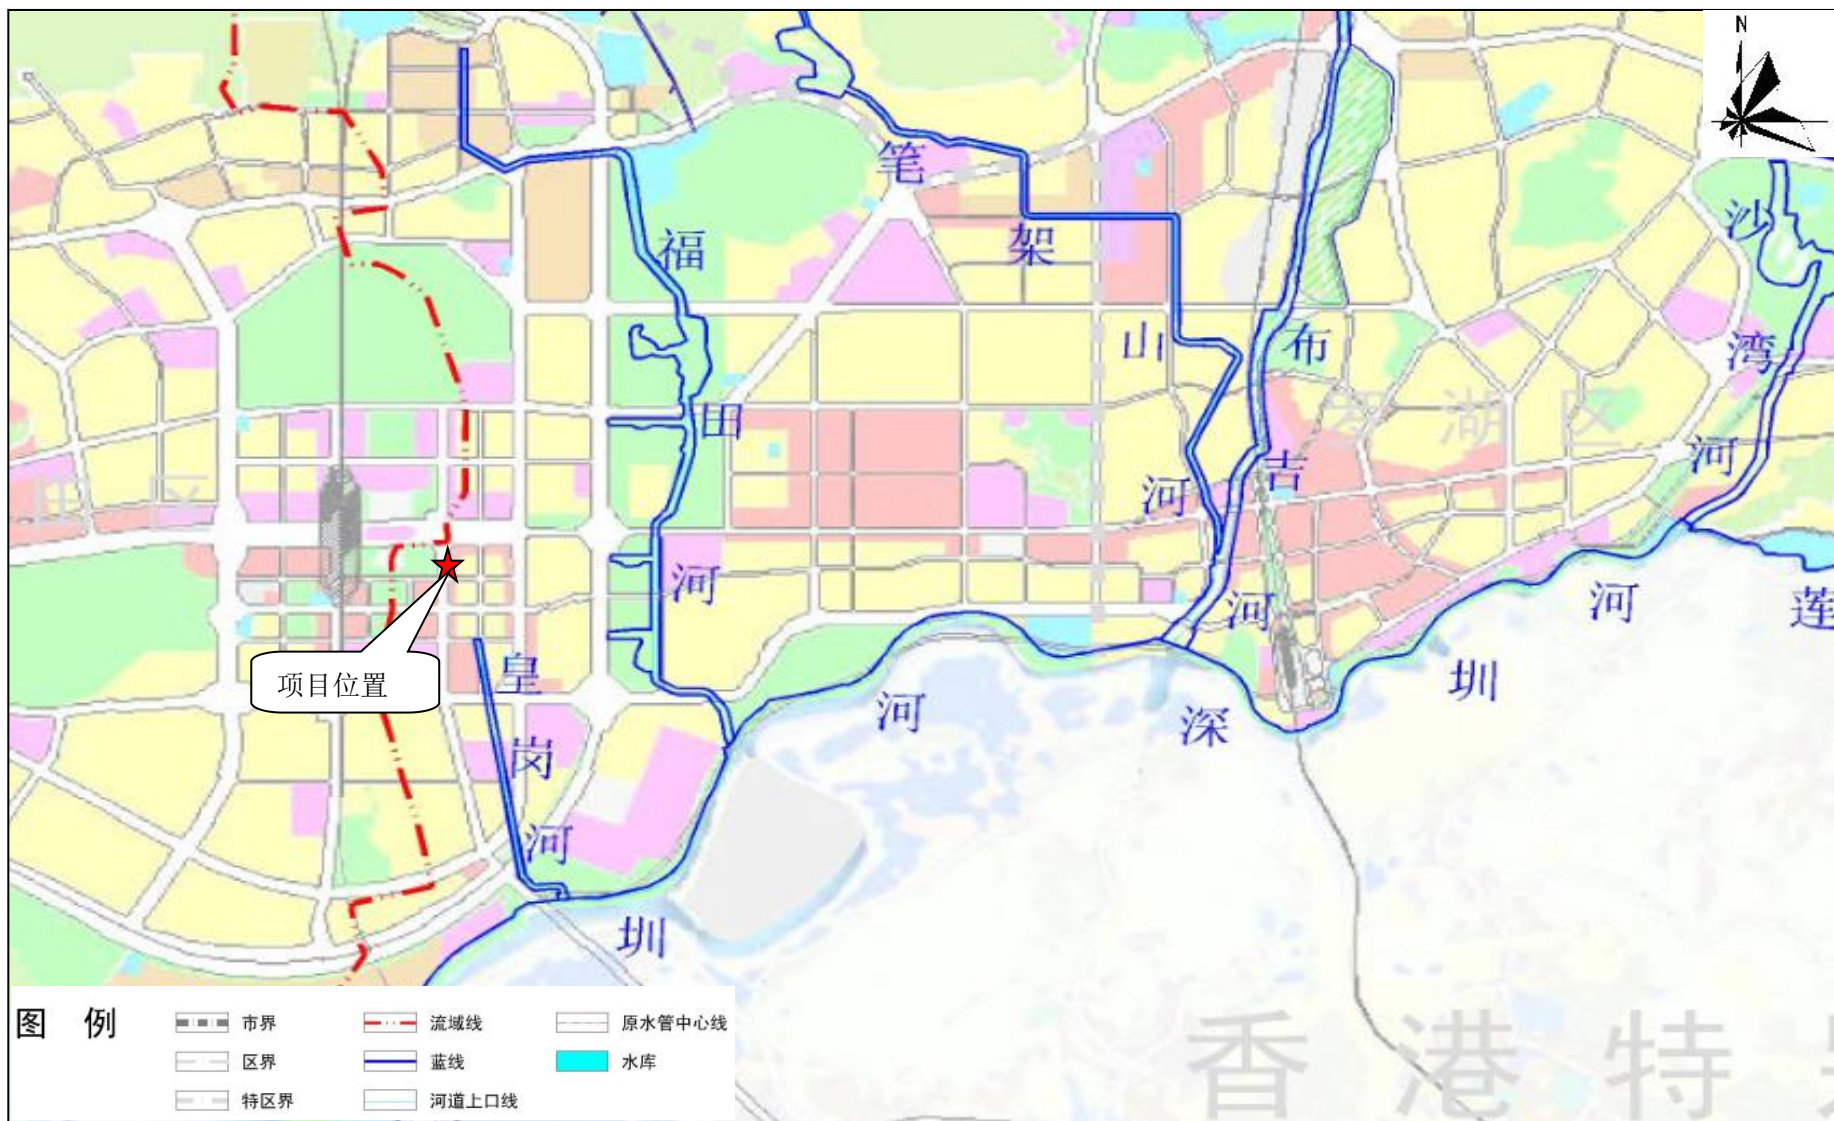 N
笔
架
山
河
福
田
河
布
吉
河
沙
湾
河
罗湖区
田区
皇
岗
河
项目位置
深
圳
河
莲
河
圳
图 例
市界
流域线
原水管中心线
区界
蓝线
水库
特区界
河道上口线
香港特